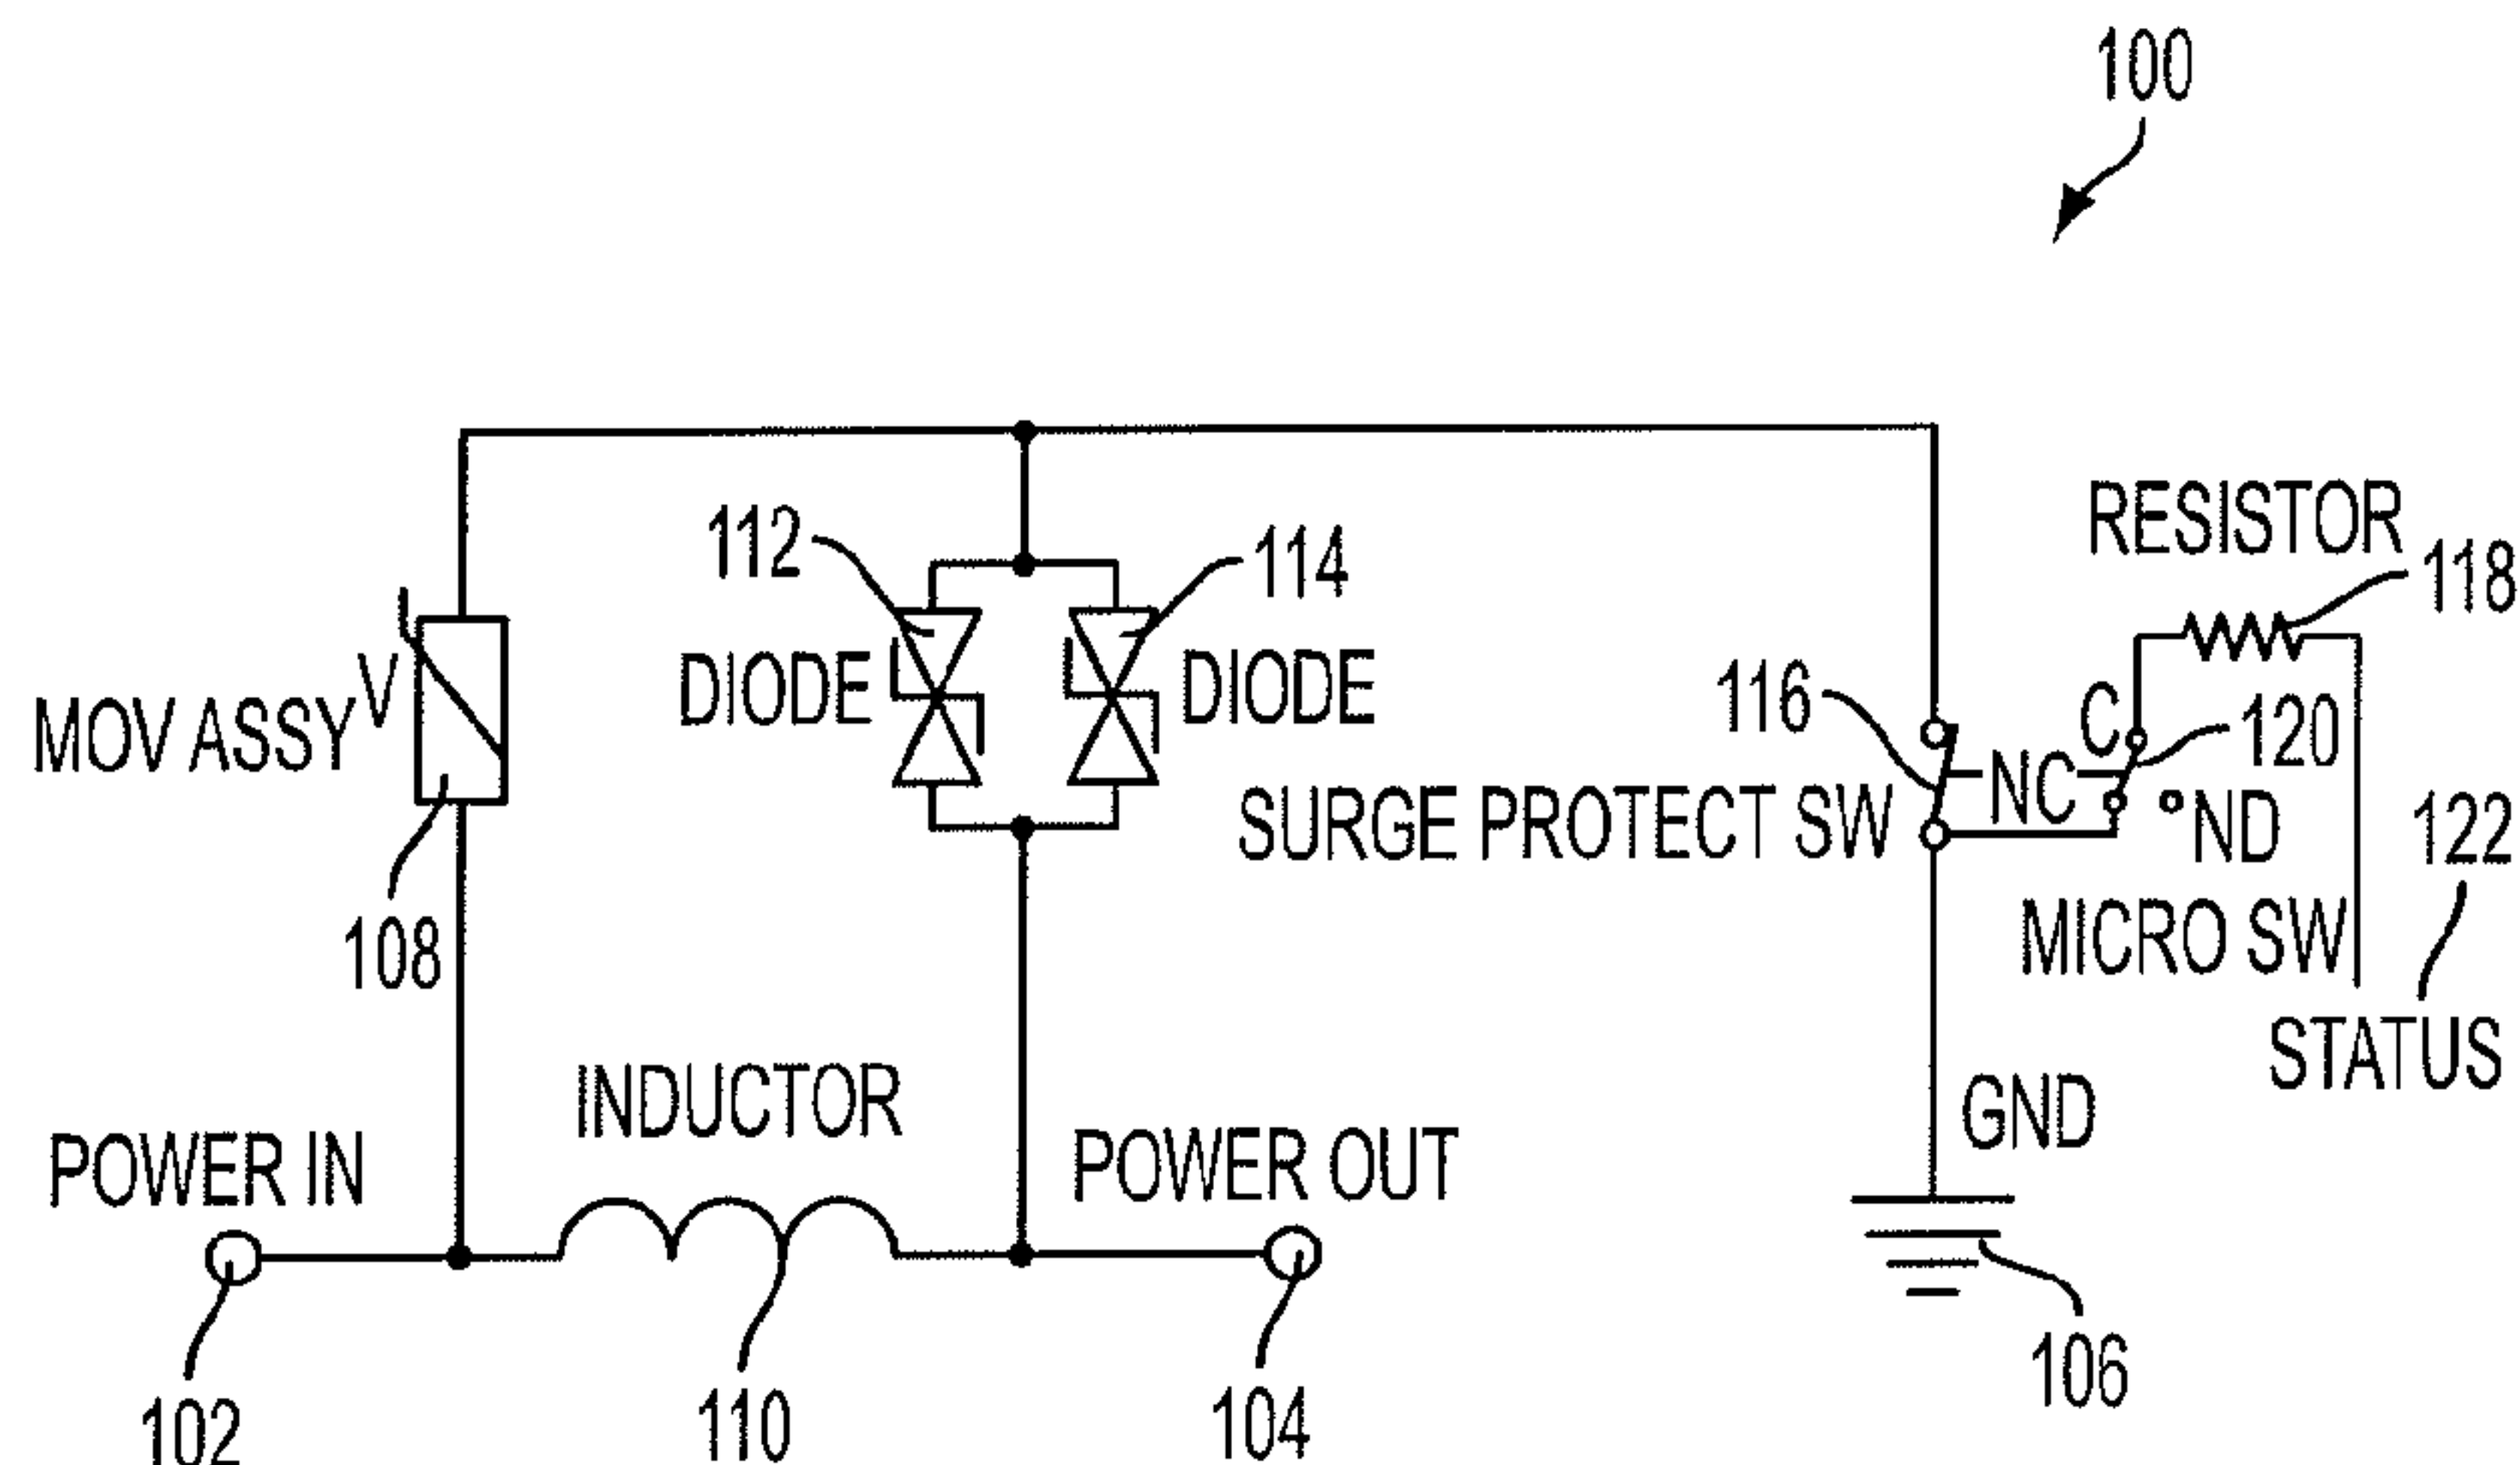 100
RESISTOR
112
114
118
DIODE
DIODE
116
C
120
MOV ASSY
V
NC
SURGE PROTECT SW
ND
122
108
MICRO SW
STATUS
INDUCTOR
GND
POWER IN
POWER OUT
106
102
110
104